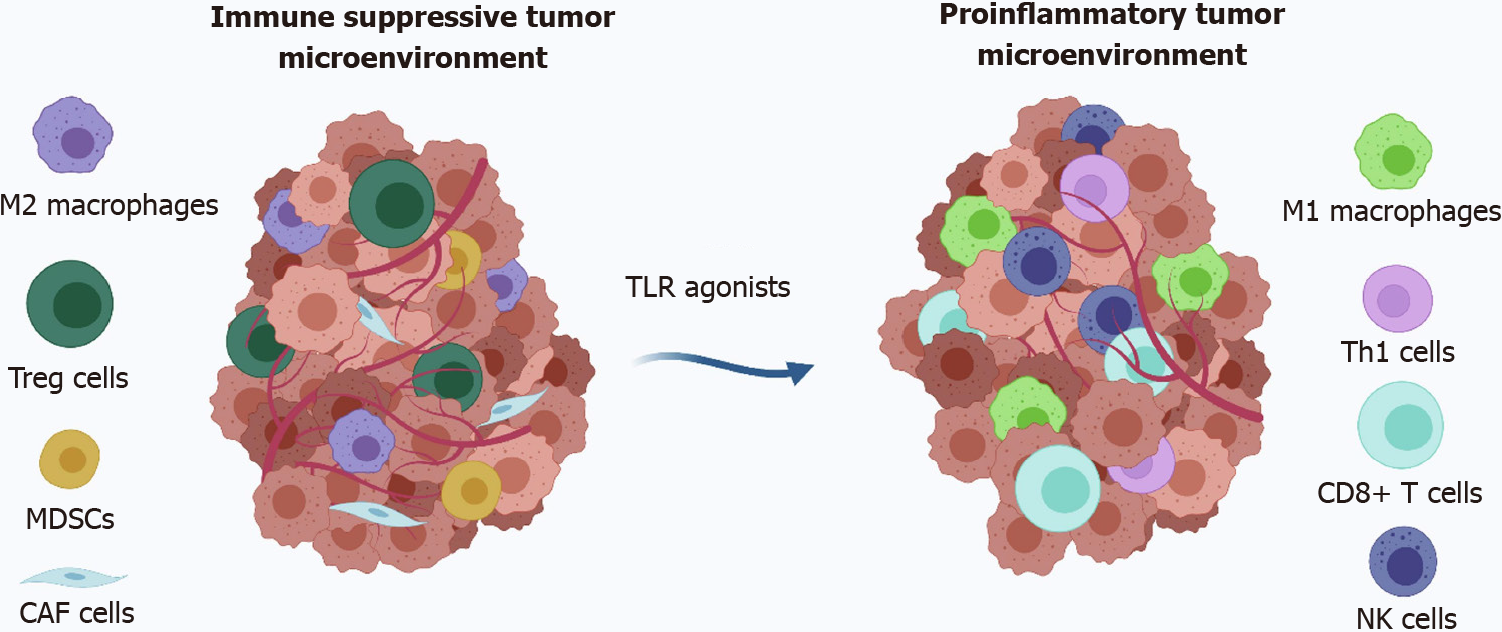 Immune suppressive tumor
microenvironment
Proinflammatory tumor
microenvironment
M2 macrophages
Treg cells
MDSCs
CAF cells
TLR agonists
M1 macrophages
Th1 cells
CD8+ T cells
NK cells